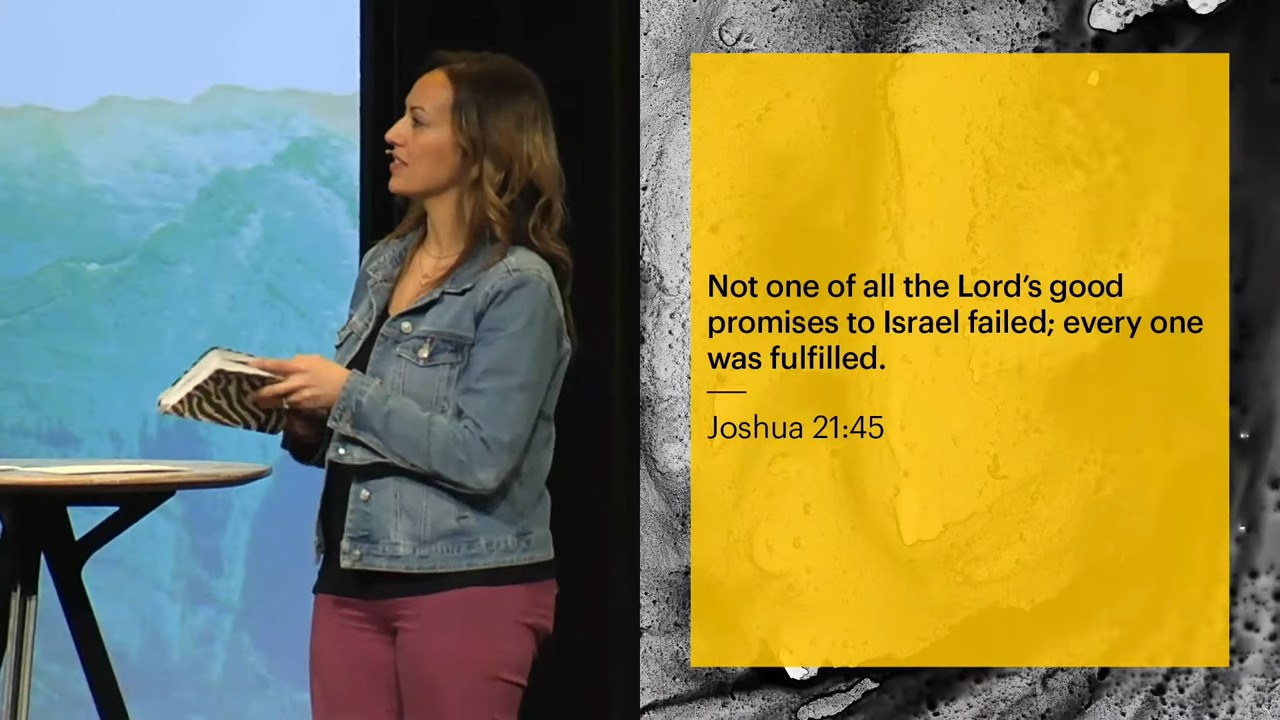 Not one of all the Lord’s good
promises to Israel failed; every one
was fulfilled.
Joshua 21:45